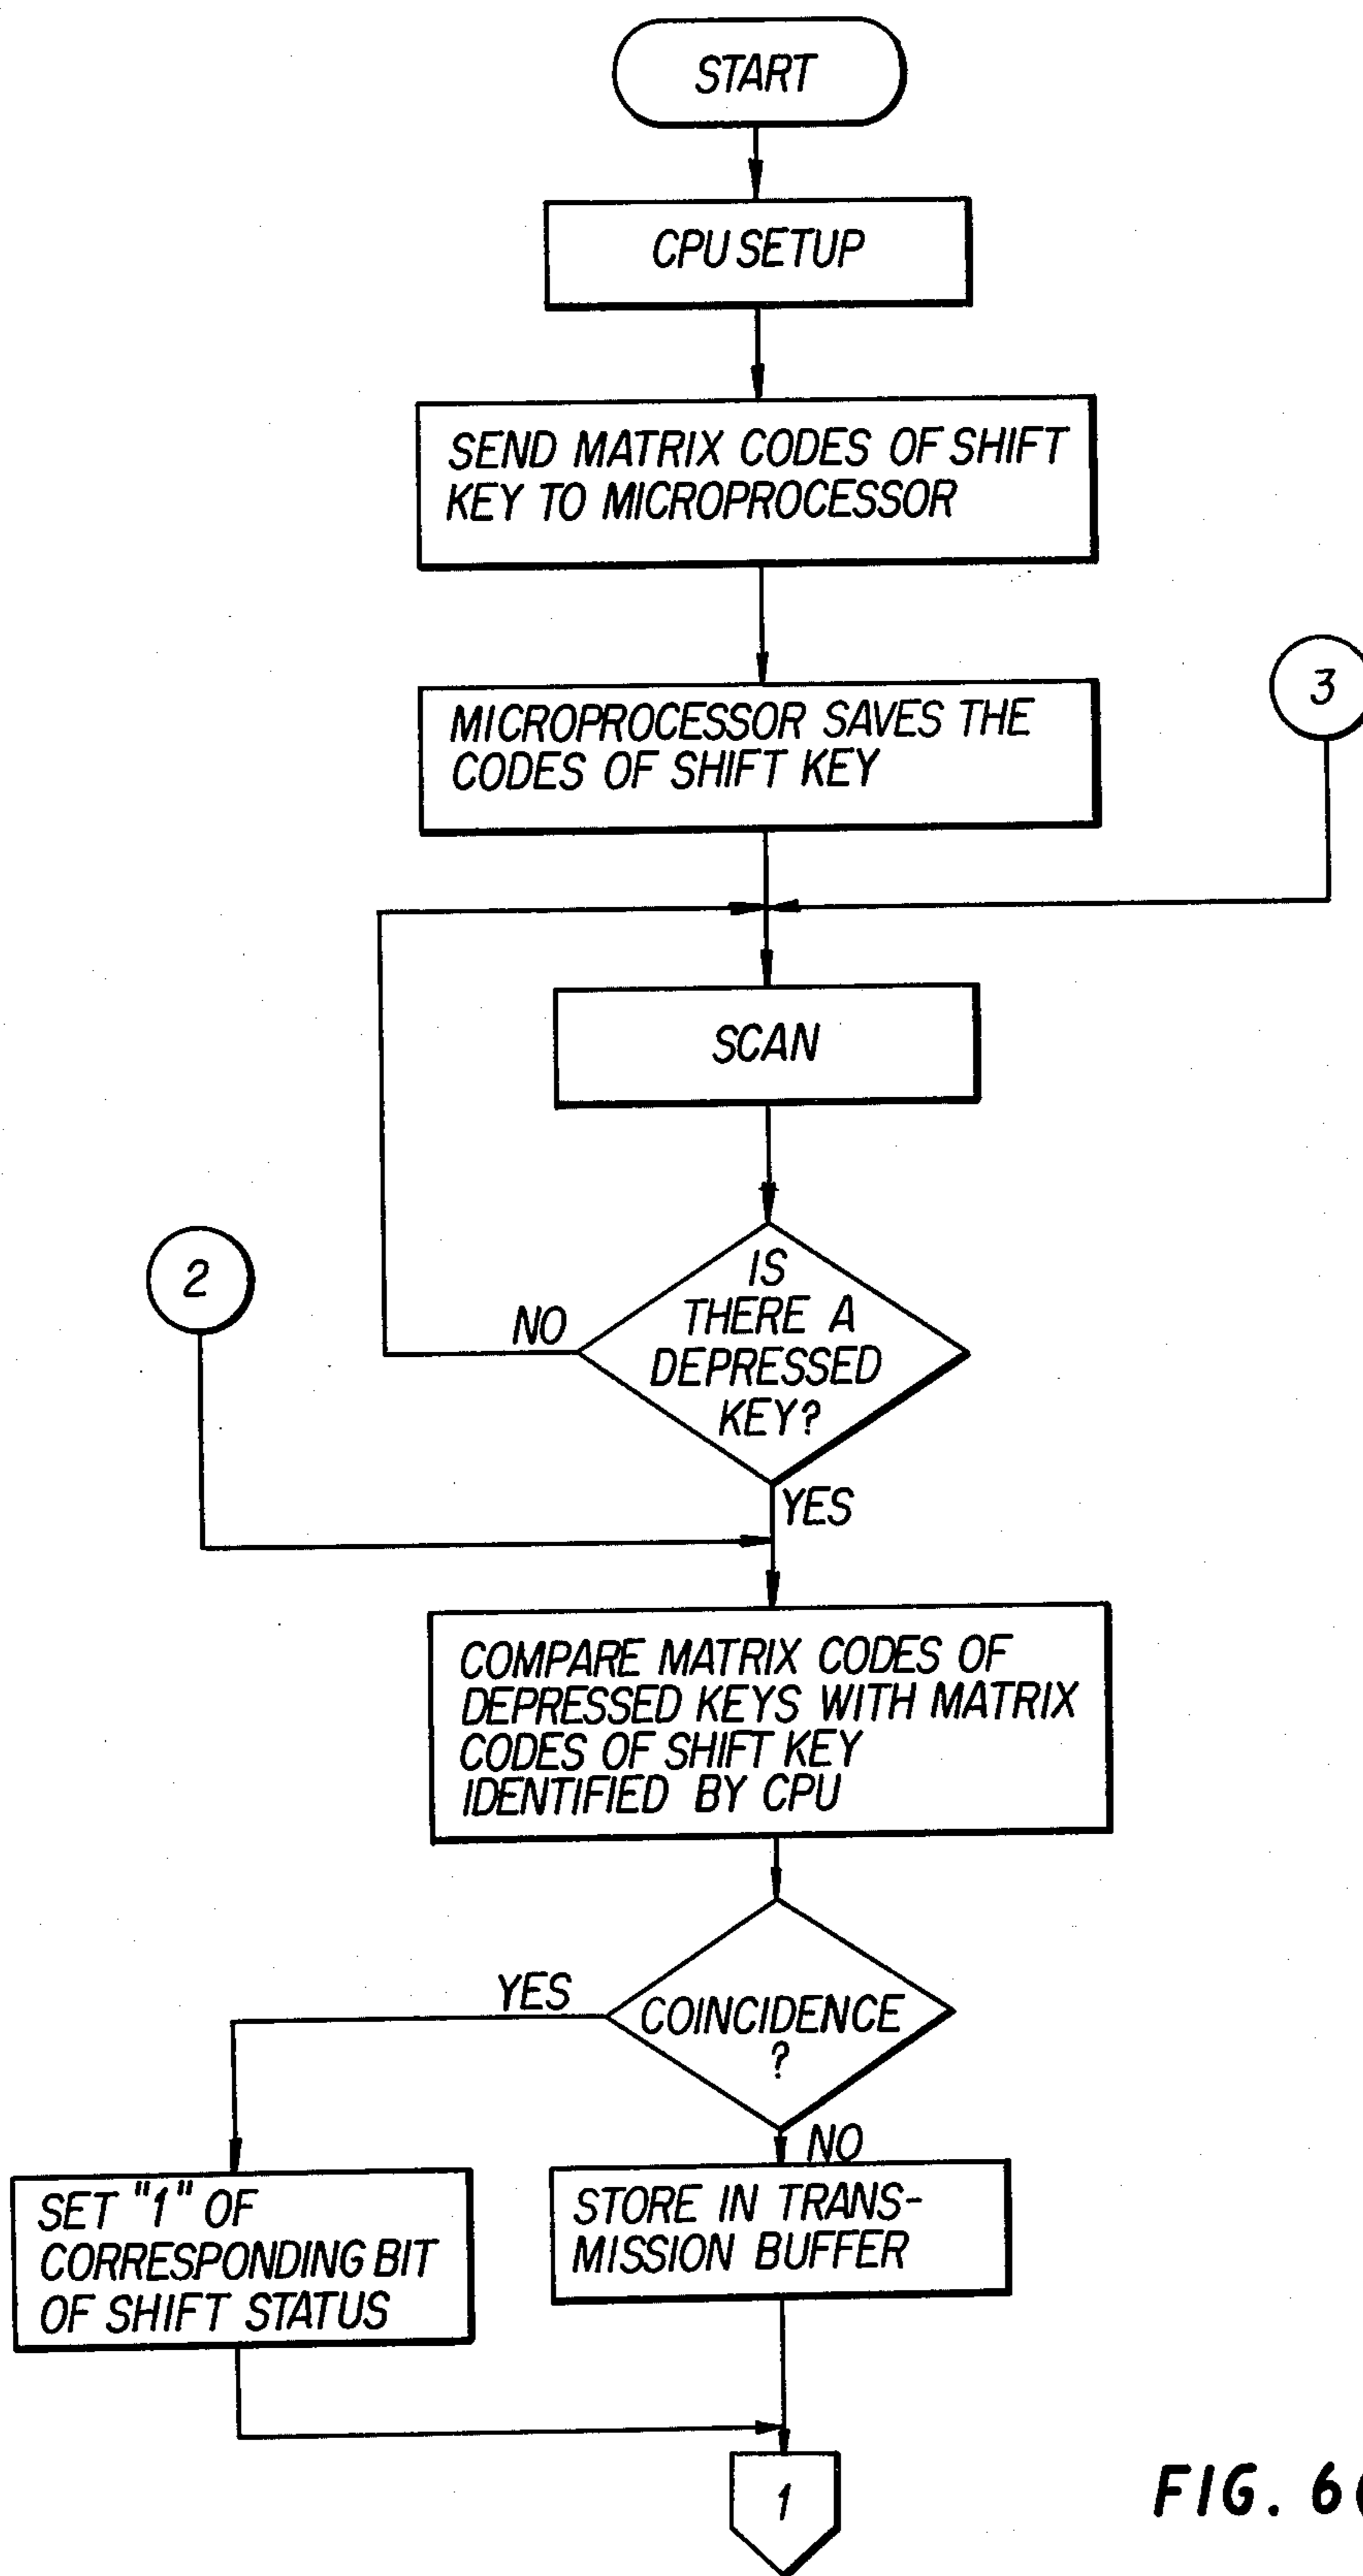 START
CPU SETUP
SEND MATRIX CODES OF SHIFT
KEY TO MICROPROCESSOR
MICROPROCESSOR SAVES THE
CODES OF SHIFT KEY
3
SCAN
2
NO
IS
THERE A
DEPRESSED
KEY?
YES
COMPARE MATRIX CODES OF
DEPRESSED KEYS WITH MATRIX
CODES OF SHIFT KEY
IDENTIFIED BY CPU
YES
COINCIDENCE
?
NO
SET "1" OF
CORRESPONDING BIT
OF SHIFT STATUS
STORE IN TRANS-
MISSION BUFFER
1
FIG. 6